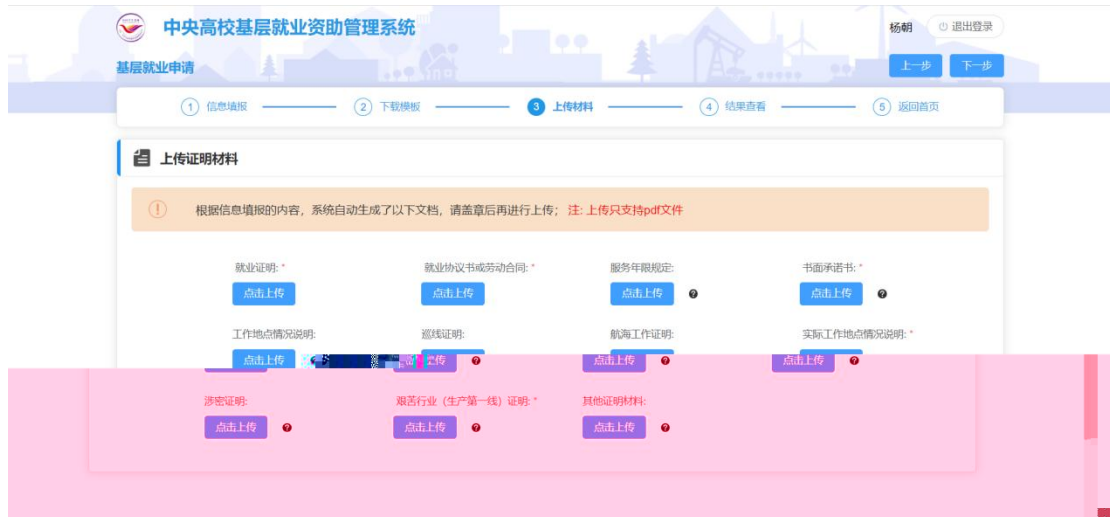 中央高校基层就业资助管理系统
杨朝 退出登录
基层就业申请
上一步 下一步
1 信息填报 2 下载模板 3 上传材料 4 结果查看 5 返回首页
上传证明材料
根据信息填报的内容，系统自动生成了以下文档，请盖章后再进行上传；注: 上传只支持pdf文件
就业证明: * 就业协议书或劳动合同: * 服务年限规定: 书面承诺书: *
点击上传 点击上传 点击上传 点击上传
工作地点情况说明: 巡线证明: 航海工作证明: 实际工作地点情况说明: *
点击上传 上传 点击上传 点击上传
涉密证明: 艰苦行业（生产第一线）证明: * 其他证明材料:
点击上传 点击上传 点击上传